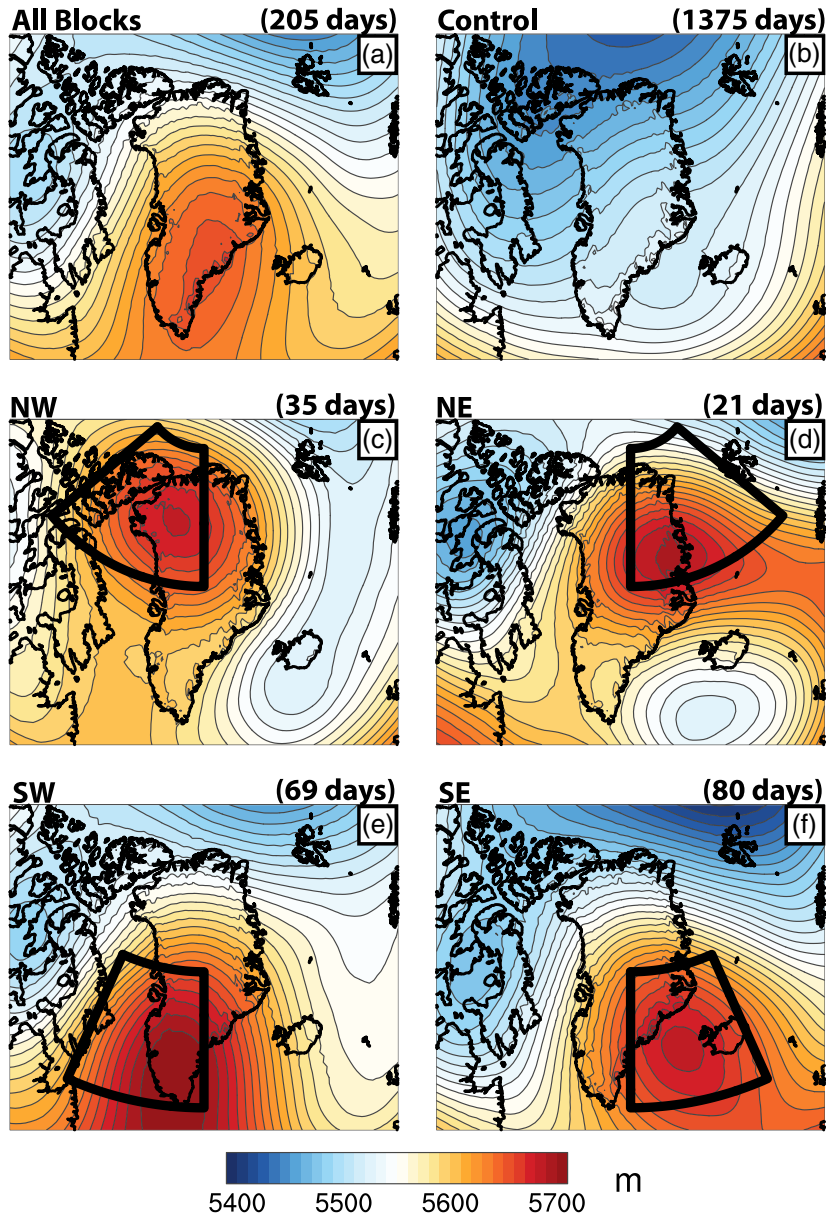 All Blocks (205 days) Control (1375 days)
(a) (b)
NW (35 days) NE (21 days)
(c) (d)
SW (69 days) SE (80 days)
(e) (f)
m
5400 5500 5600 5700